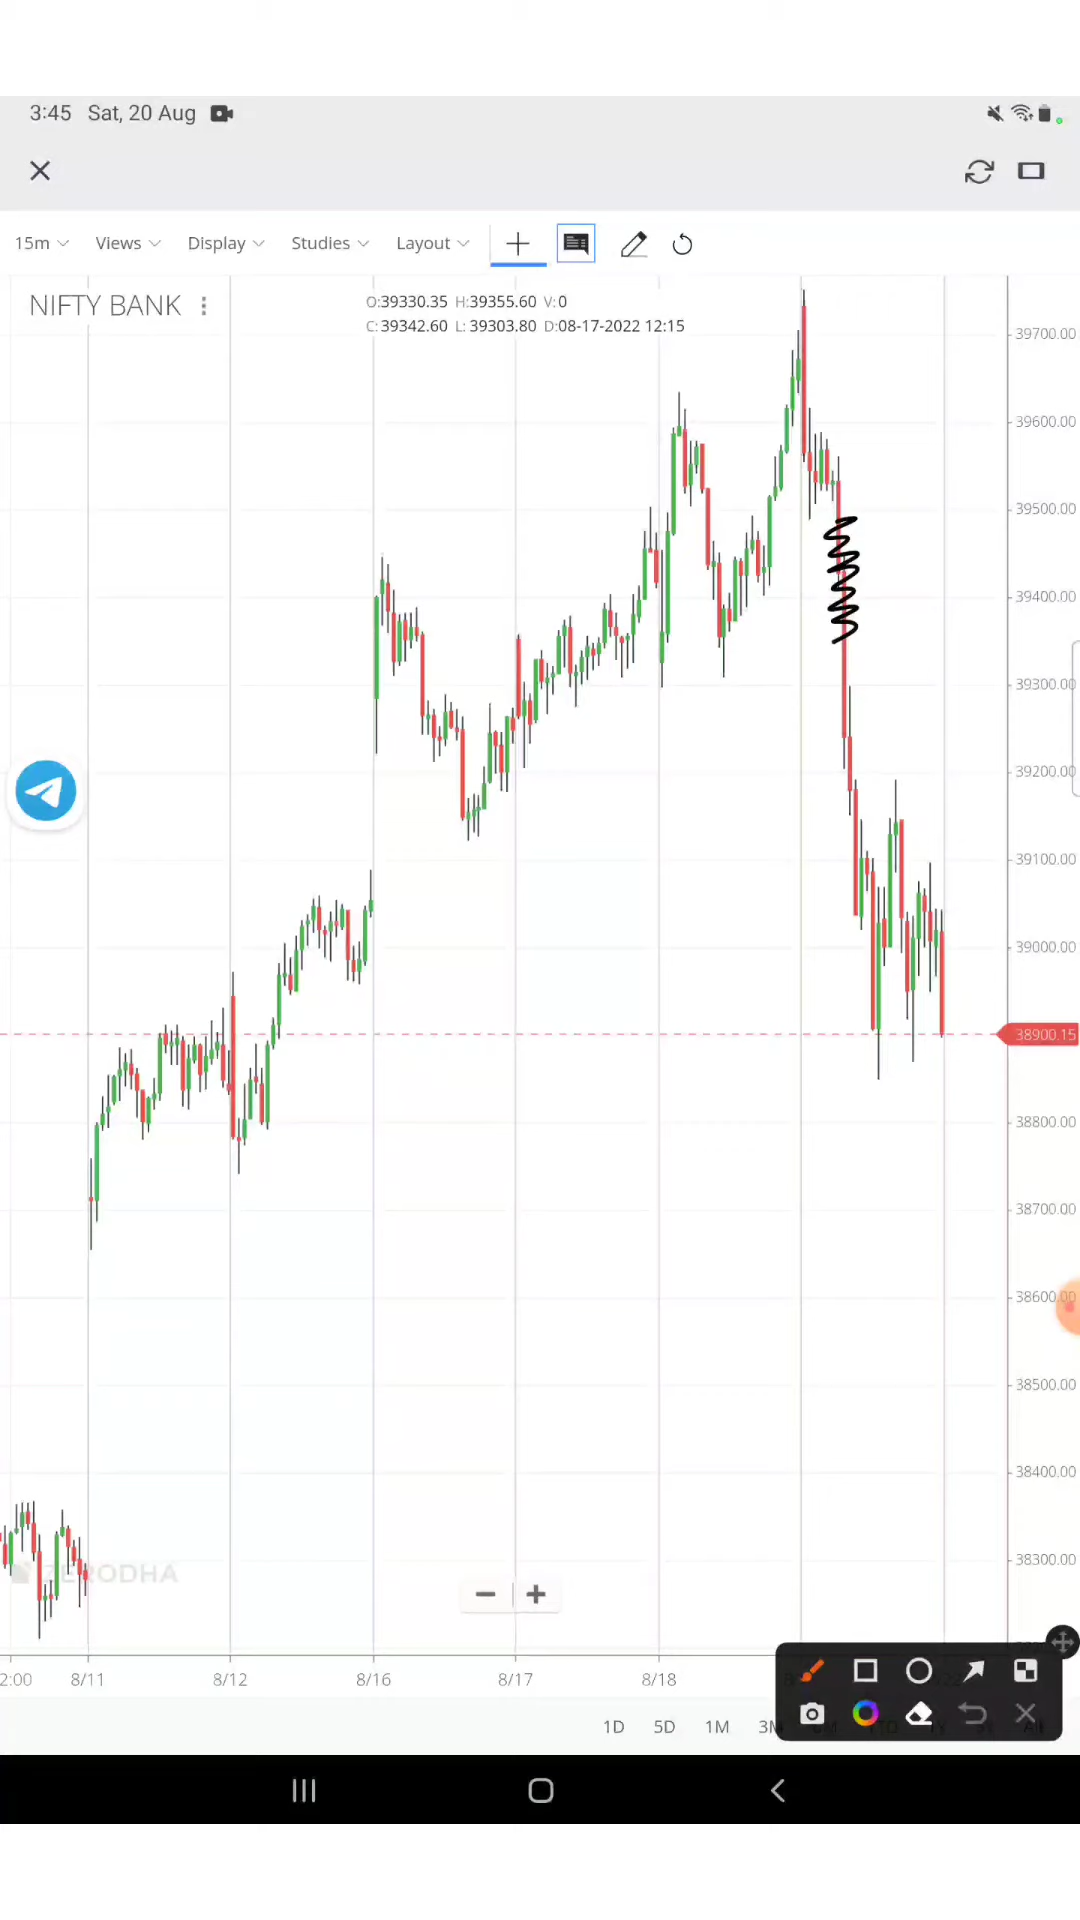 3:45 Sat, 20 Aug
15m Views Display Studies Layout
NIFTY BANK
O:39330.35 H:39355.60 V:0
C:39342.60 L:39303.80 D:08-17-2022 12:15
39700.00
39600.00
39500.00
39400.00
39300.00
39200.00
39100.00
39000.00
38900.15
38800.00
38700.00
38600.00
38500.00
38400.00
38300.00
ZERODHA
2:00 8/11 8/12 8/16 8/17 8/18
1D 5D 1M 3M